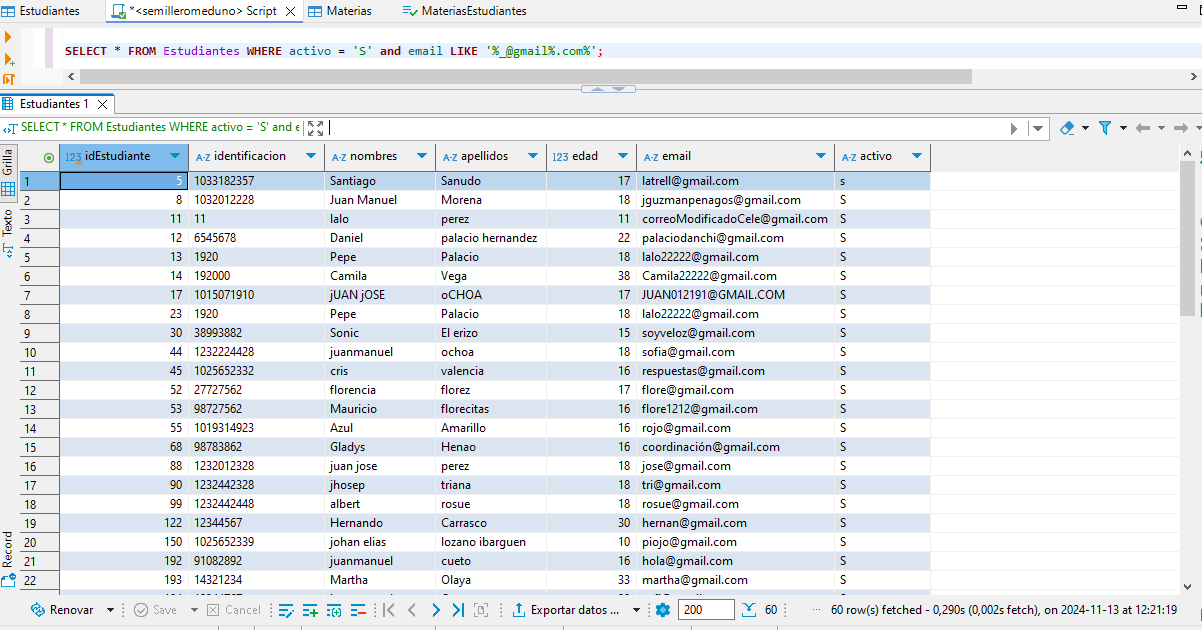 Estudiantes *<semilleromeduno> Script Materias MateriasEstudiantes
SELECT * FROM Estudiantes WHERE activo = 'S' and email LIKE '%_@gmail%.com%';
Estudiantes 1
SELECT * FROM Estudiantes WHERE activo = 'S' and e
Grilla
Texto
Record
123 idEstudiante A-Z identificacion A-Z nombres A-Z apellidos 123 edad A-Z email A-Z activo
1 5 1033182357 Santiago Sanudo 17 latrell@gmail.com s
2 8 1032012228 Juan Manuel Morena 18 jguzmanpenagos@gmail.com S
3 11 11 lalo perez 11 correoModificadoCele@gmail.com S
4 12 6545678 Daniel palacio hernandez 22 palaciodanchi@gmail.com S
5 13 1920 Pepe Palacio 18 lalo22222@gmail.com S
6 14 192000 Camila Vega 38 Camila22222@gmail.com S
7 17 1015071910 jUAN jOSE oCHOA 17 JUAN012191@GMAIL.COM S
8 23 1920 Pepe Palacio 18 lalo22222@gmail.com S
9 30 38993882 Sonic El erizo 15 soyveloz@gmail.com S
10 44 1232224428 juanmanuel ochoa 18 sofia@gmail.com S
11 45 1025652332 cris valencia 16 respuestas@gmail.com S
12 52 27727562 florencia florez 17 flore@gmail.com S
13 53 98727562 Mauricio florecitas 16 flore1212@gmail.com S
14 55 1019314923 Azul Amarillo 16 rojo@gmail.com S
15 68 98783862 Gladys Henao 16 coordinación@gmail.com S
16 88 1232012328 juan jose perez 18 jose@gmail.com S
17 90 1232442328 jhosep triana 18 tri@gmail.com S
18 99 1232442448 albert rosue 18 rosue@gmail.com S
19 122 12344567 Hernando Carrasco 30 hernan@gmail.com S
20 150 1025652339 johan elias lozano ibarguen 10 piojo@gmail.com S
21 192 91082892 juanmanuel cueto 16 hola@gmail.com S
22 193 14321234 Martha Olaya 33 martha@gmail.com S
Renovar Save Cancel Exportar datos ... 200 60 ... 60 row(s) fetched - 0,290s (0,002s fetch), on 2024-11-13 at 12:21:19